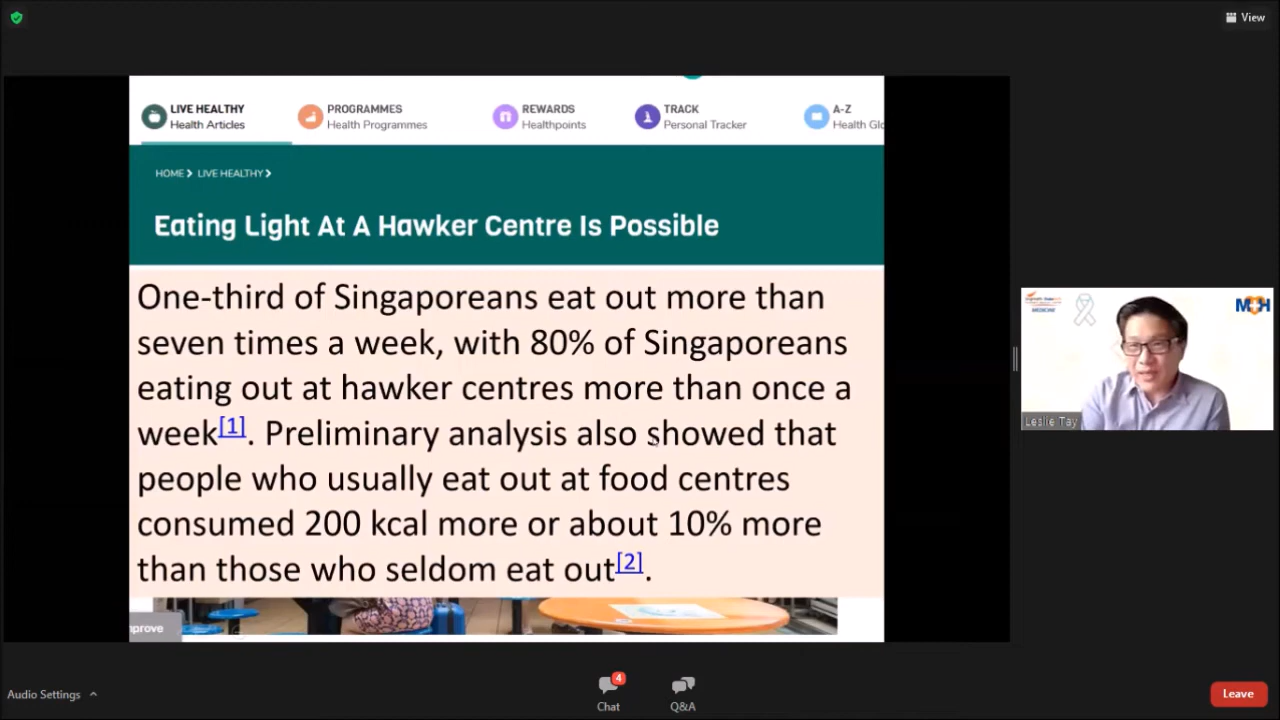 View
LIVE HEALTHY
Health Articles
PROGRAMMES
Health Programmes
REWARDS
Healthpoints
TRACK
Personal Tracker
A-Z
Health Glo
HOME > LIVE HEALTHY >
Eating Light At A Hawker Centre Is Possible
One-third of Singaporeans eat out more than
seven times a week, with 80% of Singaporeans
eating out at hawker centres more than once a
week[1]. Preliminary analysis also showed that
people who usually eat out at food centres
consumed 200 kcal more or about 10% more
than those who seldom eat out[2].
mprove
MEDICINE
M+H
Leslie Tay
Audio Settings
4
Chat
Q&A
Leave